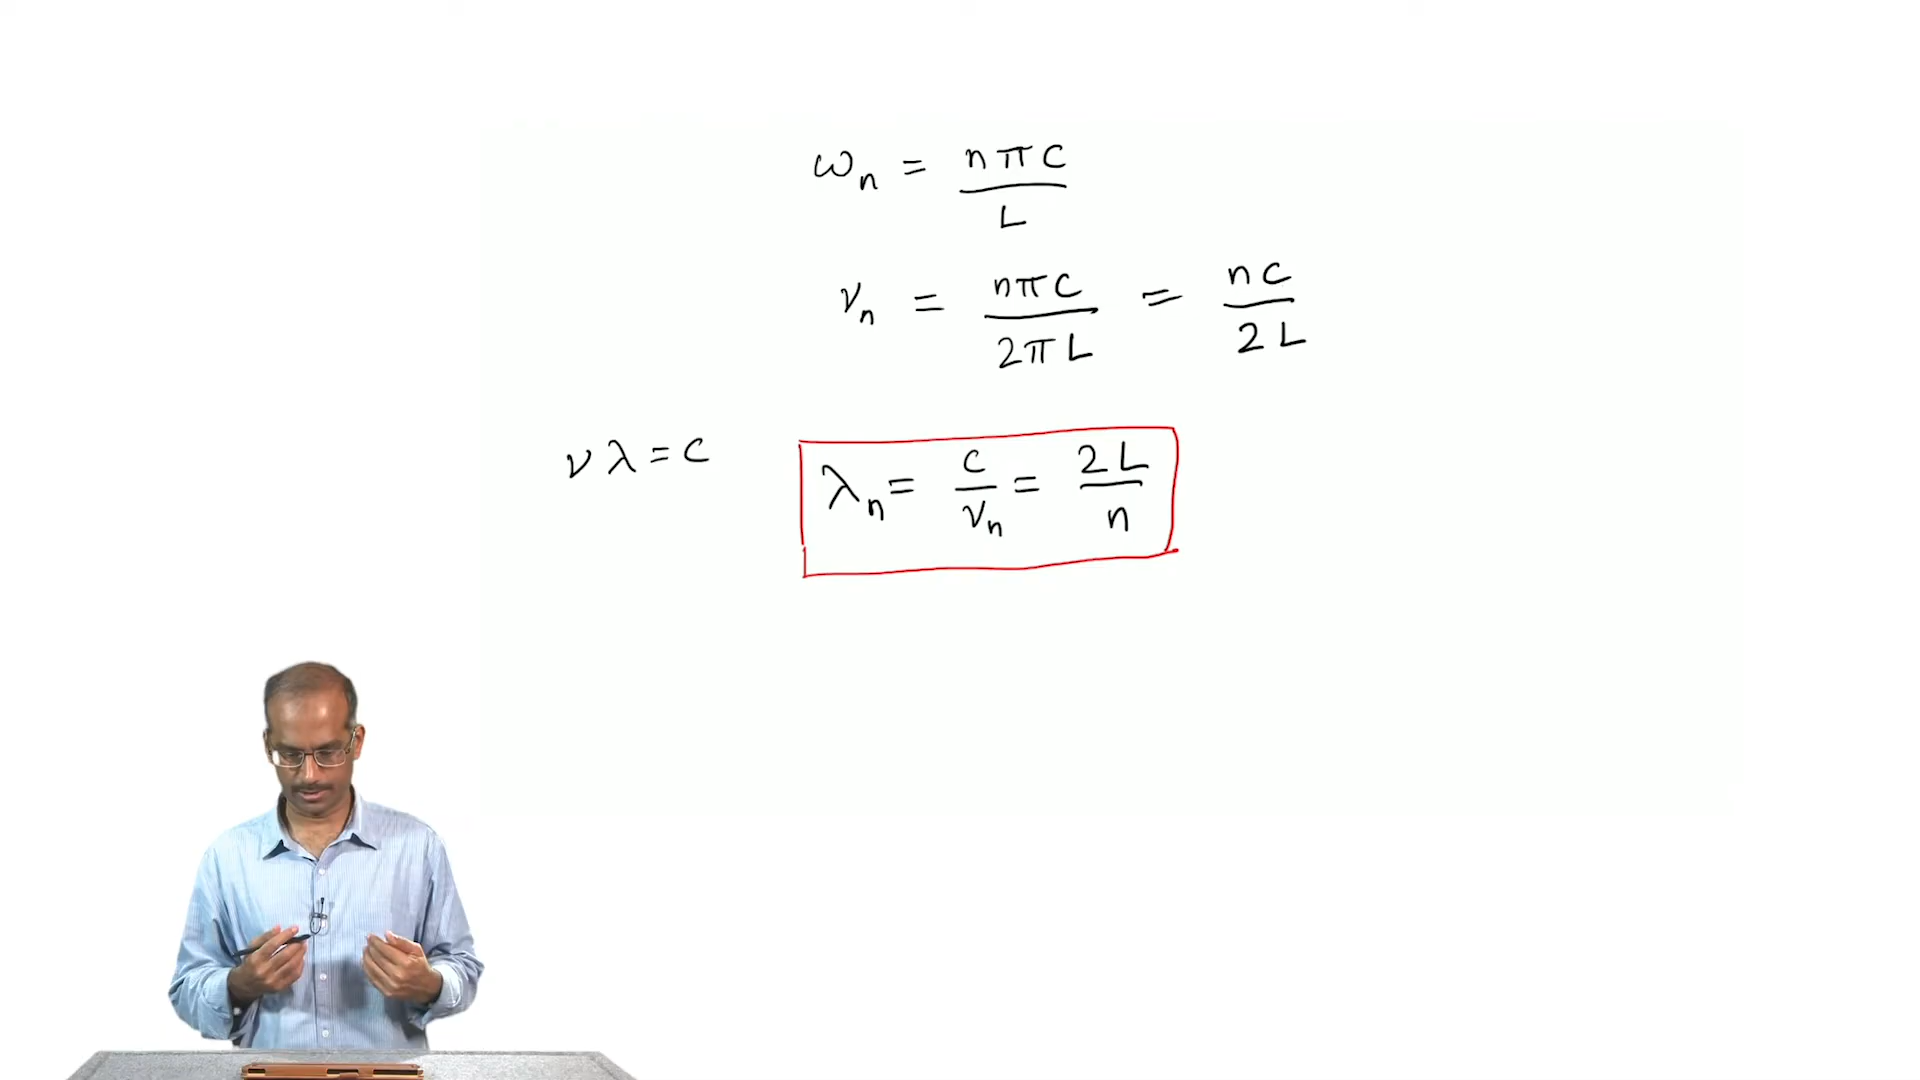 ω_n = nπc / L
ν_n = nπc / 2πL = nc / 2L
νλ = c
λ_n = c / ν_n = 2L / n